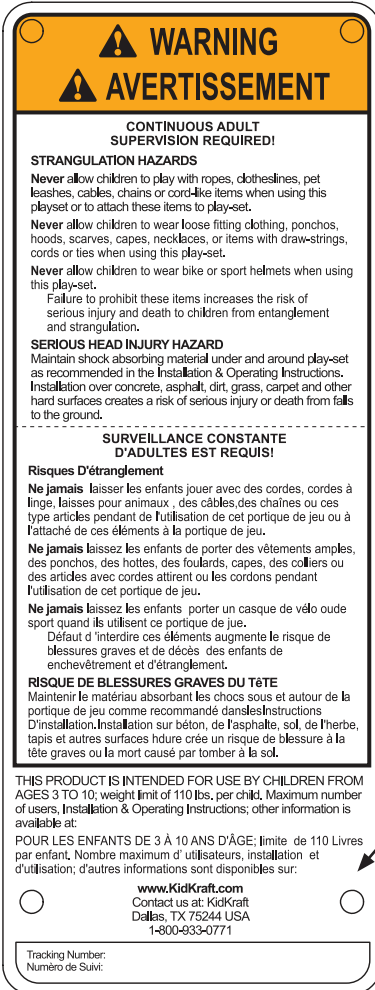 WARNING
AVERTISSEMENT
CONTINUOUS ADULT
SUPERVISION REQUIRED!
STRANGULATION HAZARDS
Never allow children to play with ropes, clotheslines, pet
leashes, cables, chains or cord-like items when using this
playset or to attach these items to play-set.
Never allow children to wear loose fitting clothing, ponchos,
hoods, scarves, capes, necklaces, or items with draw-strings,
cords or ties when using this play-set.
Never allow children to wear bike or sport helmets when using
this play-set.
Failure to prohibit these items increases the risk of
serious injury and death to children from entanglement
and strangulation.
SERIOUS HEAD INJURY HAZARD
Maintain shock absorbing material under and around play-set
as recommended in the Installation & Operating Instructions.
Installation over concrete, asphalt, dirt, grass, carpet and other
hard surfaces creates a risk of serious injury or death from falls
to the ground.
SURVEILLANCE CONSTANTE
D'ADULTES EST REQUIS!
Risques D'étranglement
Ne jamais laisser les enfants jouer avec des cordes, cordes à
linge, laisses pour animaux , des câbles,des chaînes ou ces
type articles pendant de l'utilisation de cet portique de jeu ou à
l'attaché de ces éléments à la portique de jeu.
Ne jamais laissez les enfants de porter des vêtements amples,
des ponchos, des hottes, des foulards, capes, des colliers ou
des articles avec cordes attirent ou les cordons pendant
l'utilisation de cet portique de jeu.
Ne jamais laissez les enfants porter un casque de vélo oude
sport quand ils utilisent ce portique de jue.
Défaut d 'interdire ces éléments augmente le risque de
blessures graves et de décès des enfants de
enchevêtrement et d'étranglement.
RISQUE DE BLESSURES GRAVES DU TêTE
Maintenir le matériau absorbant les chocs sous et autour de la
portique de jeu comme recommandé danslesInstructions
D'installation.Installation sur béton, de l'asphalte, sol, de l'herbe,
tapis et autres surfaces hdure crée un risque de blessure à la
tête graves ou la mort causé par tomber à la sol.
THIS PRODUCT IS INTENDED FOR USE BY CHILDREN FROM
AGES 3 TO 10; weight limit of 110 lbs. per child. Maximum number
of users, Installation & Operating Instructions; other information is
available at:
POUR LES ENFANTS DE 3 À 10 ANS D'ÂGE; limite de 110 Livres
par enfant. Nombre maximum d' utilisateurs, installation et
d'utilisation; d'autres informations sont disponibles sur:
www.KidKraft.com
Contact us at: KidKraft
Dallas, TX 75244 USA
1-800-933-0771
Tracking Number:
Numèro de Suivi: